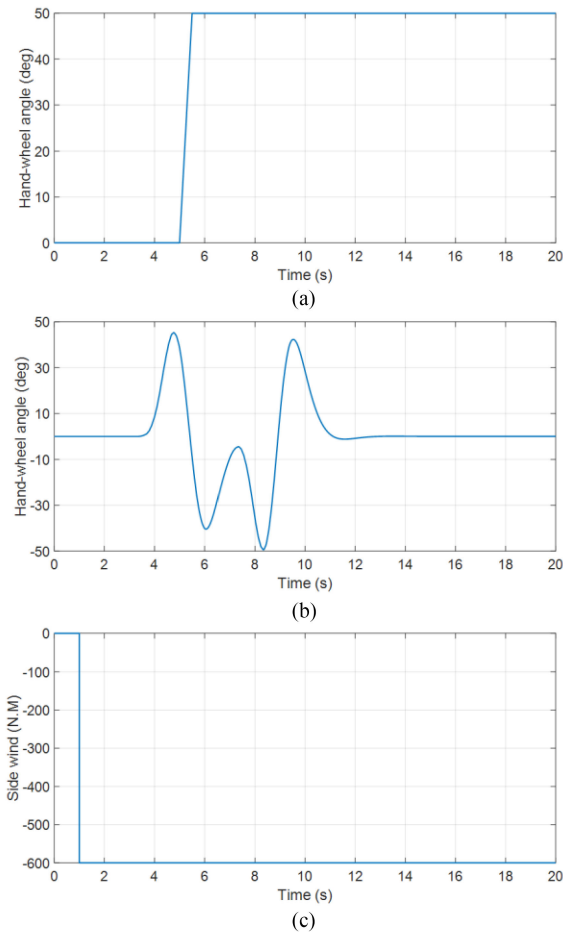 50
40
30
20
10
0
Hand-wheel angle (deg)
0 2 4 6 8 10 12 14 16 18 20
Time (s)
(a)
50
30
10
-10
-30
-50
Hand-wheel angle (deg)
0 2 4 6 8 10 12 14 16 18 20
Time (s)
(b)
0
-100
-200
-300
-400
-500
-600
Side wind (N.M)
0 2 4 6 8 10 12 14 16 18 20
Time (s)
(c)